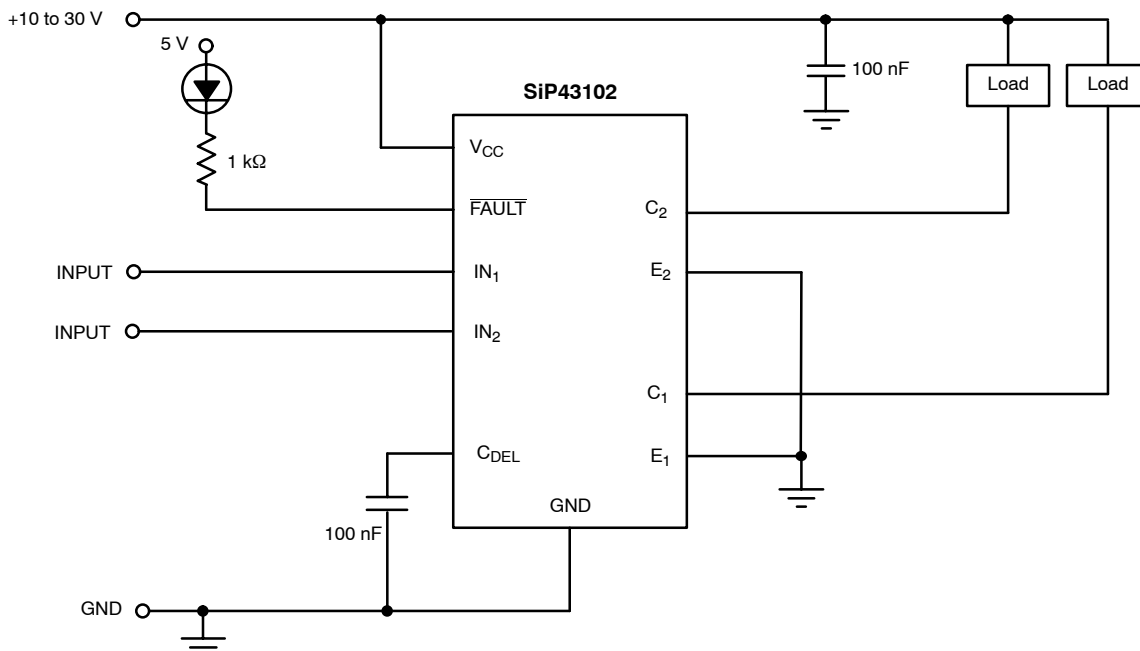 +10 to 30 V
5 V
100 nF
Load
Load
SiP43102
VCC
1 kΩ
FAULT
C2
INPUT
IN1
E2
INPUT
IN2
C1
CDEL
E1
GND
100 nF
GND